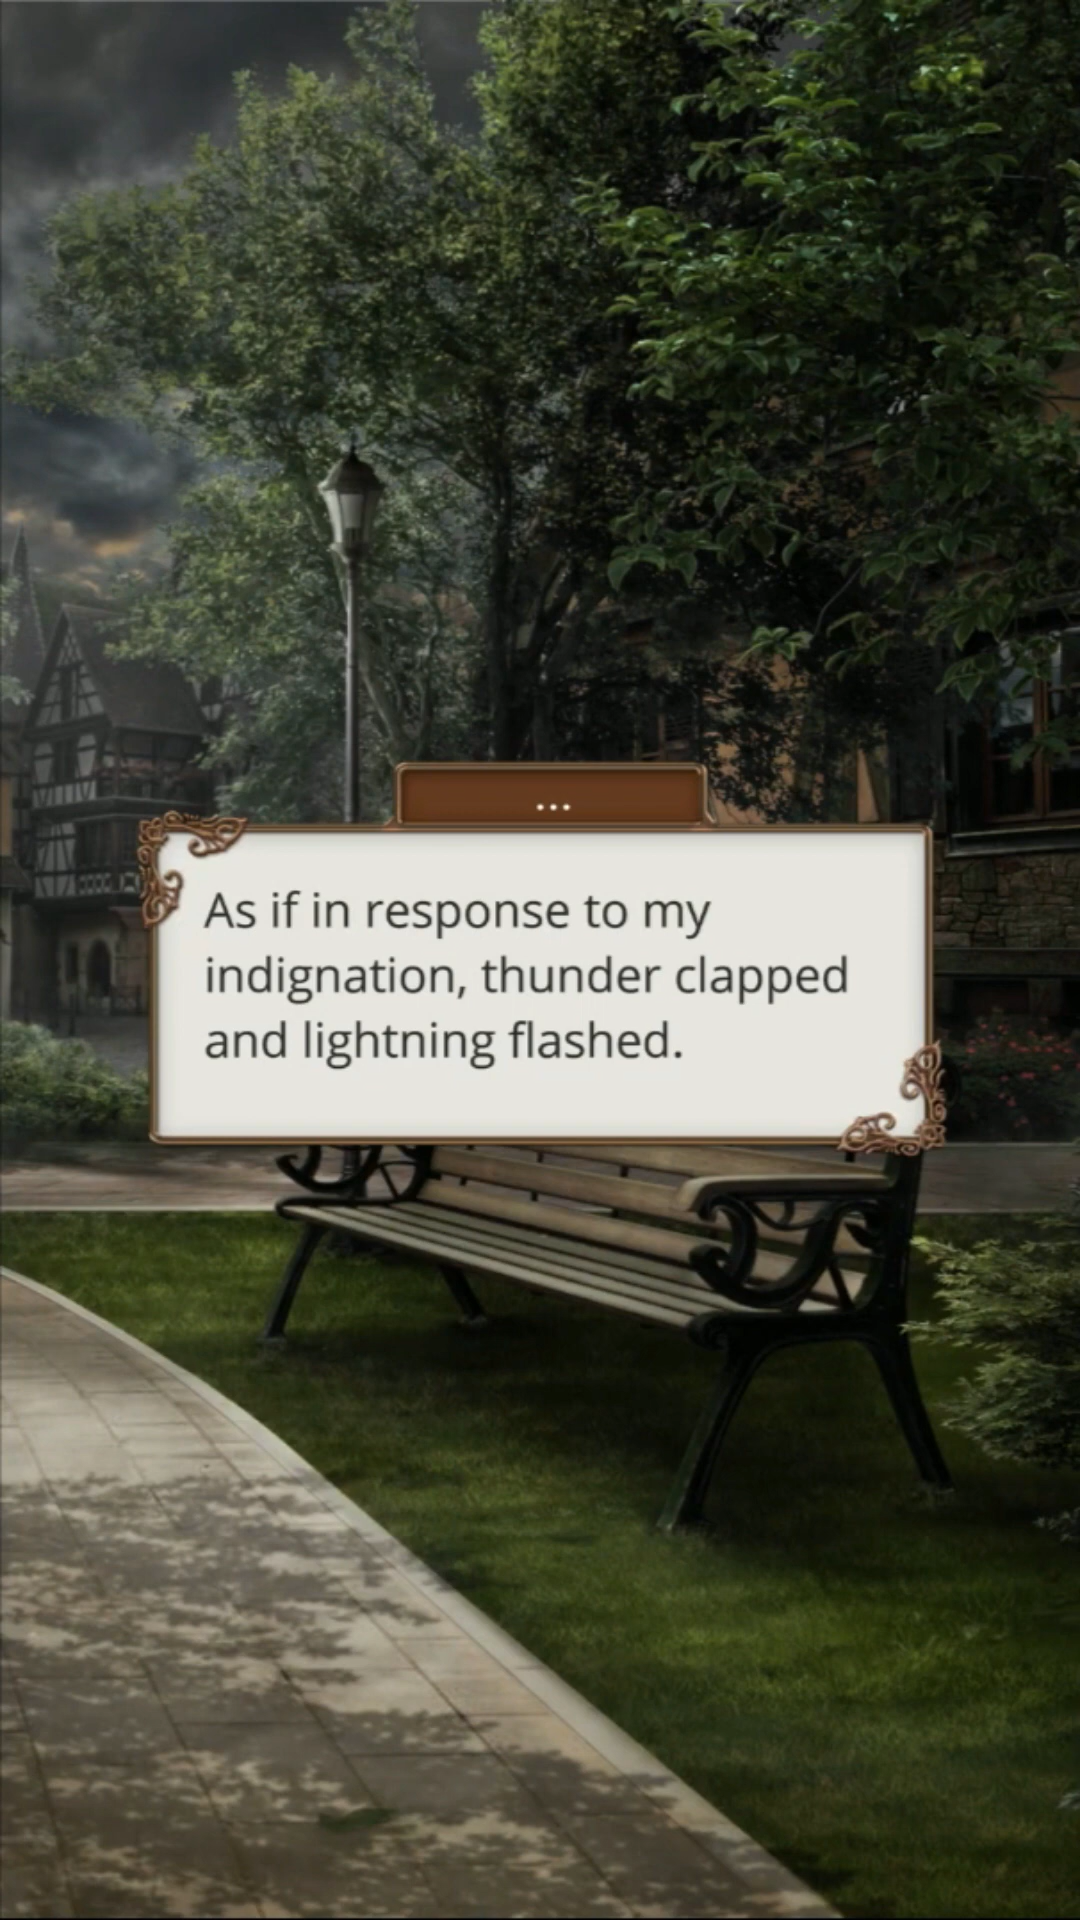 ...
As if in response to my
indignation, thunder clapped
and lightning flashed.